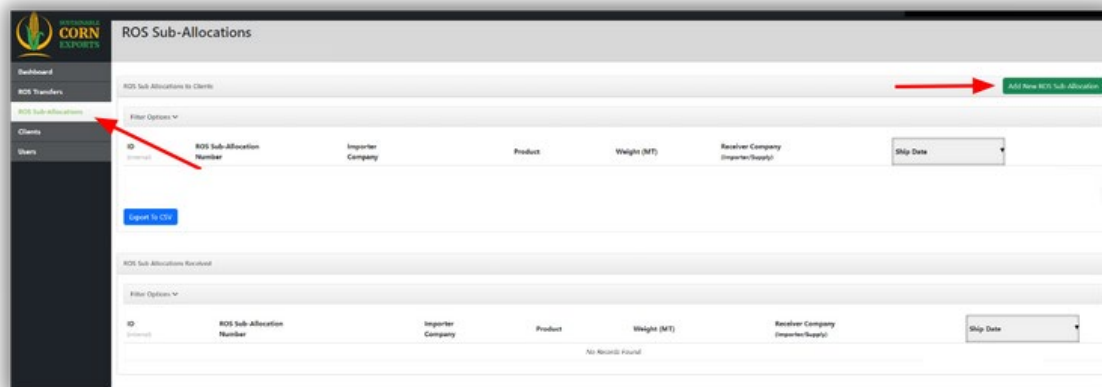 SUSTAINABLE
CORN
EXPORTS
ROS Sub-Allocations
Dashboard
ROS Transfers
ROS Sub-Allocations
Clients
Users
ROS Sub Allocations to Clients
Add New ROS Sub-Allocation
Filter Options
ID ROS Sub-Allocation Importer Product Weight (MT) Receiver Company Ship Date
(internal) Number Company (Importer/Supply)
Export To CSV
ROS Sub Allocations Received
Filter Options
ID ROS Sub-Allocation Importer Product Weight (MT) Receiver Company Ship Date
(internal) Number Company (Importer/Supply)
No Records Found